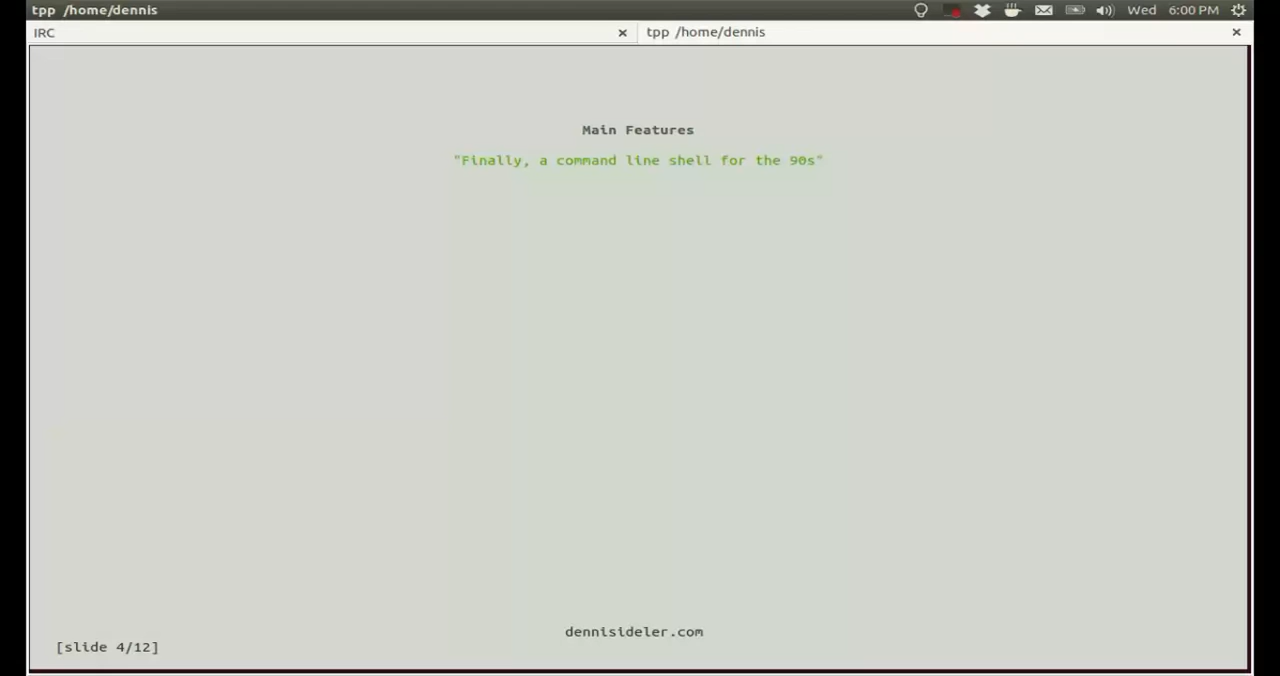 tpp /home/dennis
Wed 6:00 PM
IRC
tpp /home/dennis
Main Features
"Finally, a command line shell for the 90s"
dennisideler.com
[slide 4/12]